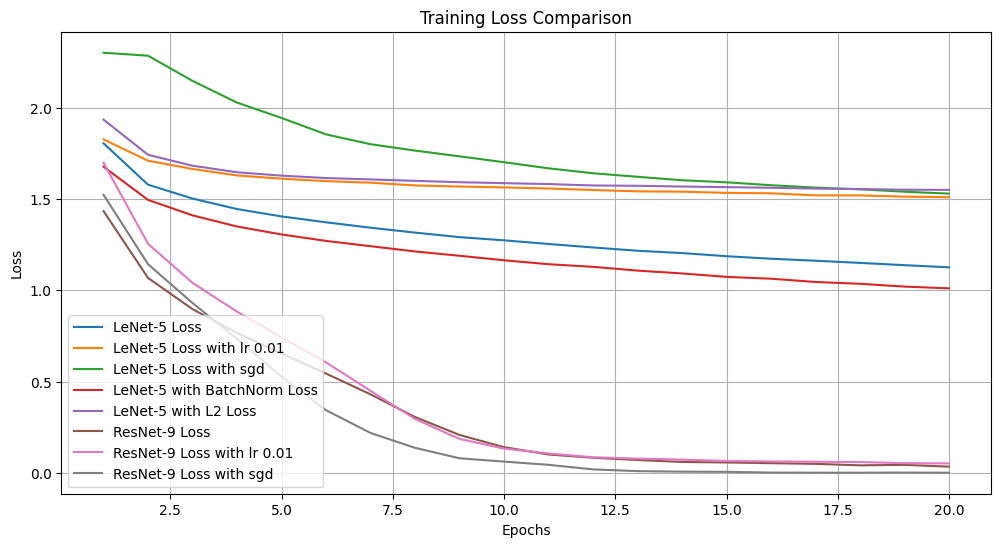 Training Loss Comparison
Loss
2.0
1.5
1.0
0.5
0.0
LeNet-5 Loss
LeNet-5 Loss with lr 0.01
LeNet-5 Loss with sgd
LeNet-5 with BatchNorm Loss
LeNet-5 with L2 Loss
ResNet-9 Loss
ResNet-9 Loss with lr 0.01
ResNet-9 Loss with sgd
2.5 5.0 7.5 10.0 12.5 15.0 17.5 20.0
Epochs